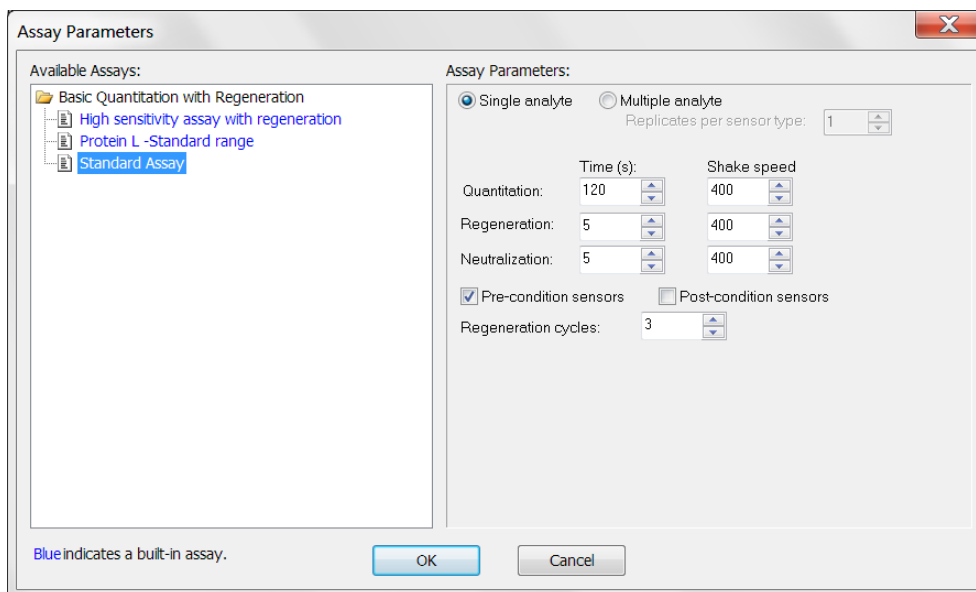 Assay Parameters
X
Available Assays:
Basic Quantitation with Regeneration
High sensitivity assay with regeneration
Protein L -Standard range
Standard Assay
Blue indicates a built-in assay.
Assay Parameters:
Single analyte Multiple analyte
Replicates per sensor type: 1
Time (s): Shake speed
Quantitation: 120 400
Regeneration: 5 400
Neutralization: 5 400
Pre-condition sensors Post-condition sensors
Regeneration cycles: 3
OK Cancel